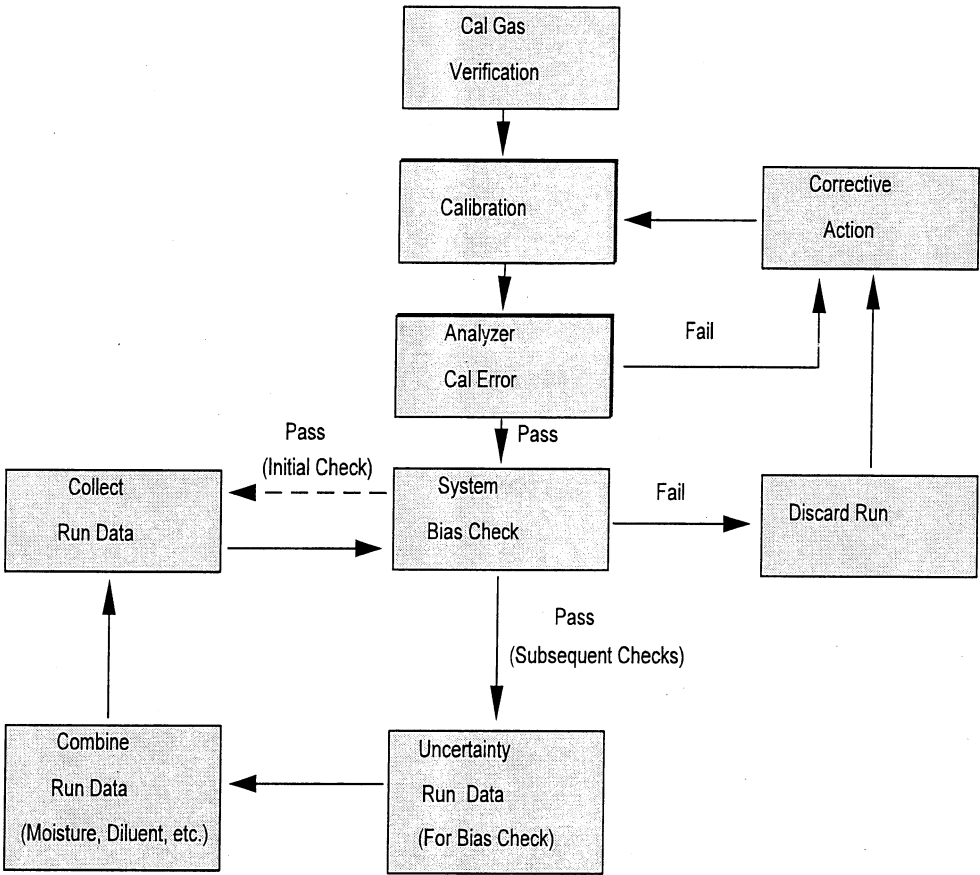 Cal Gas
Verification
Calibration
Corrective
Action
Analyzer
Cal Error
Fail
Pass
Pass
(Initial Check)
Collect
Run Data
System
Bias Check
Fail
Discard Run
Pass
(Subsequent Checks)
Combine
Run Data
(Moisture, Diluent, etc.)
Uncertainty
Run Data
(For Bias Check)